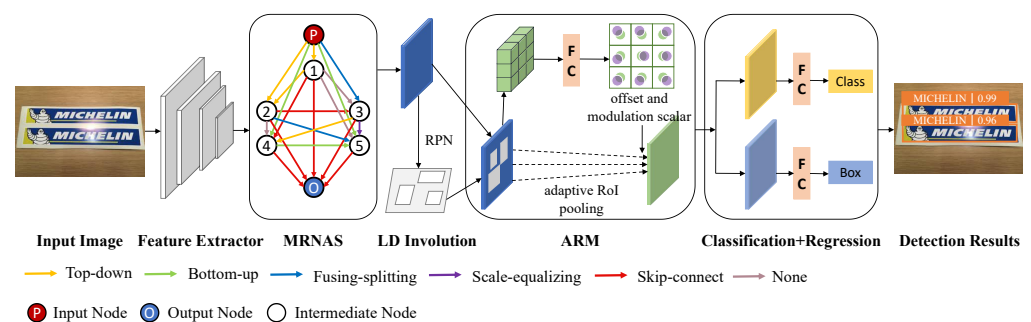 P
1
2
3
4
5
O
RPN
F
C
offset and
modulation scalar
adaptive RoI
pooling
F
C
Class
F
C
Box
MICHELIN
MICHELIN
MICHELIN | 0.99
MICHELIN | 0.96
MICHELIN
Input Image
Feature Extractor
MRNAS
LD Involution
ARM
Classification+Regression
Detection Results
Top-down
Bottom-up
Fusing-splitting
Scale-equalizing
Skip-connect
None
P Input Node
O Output Node
Intermediate Node